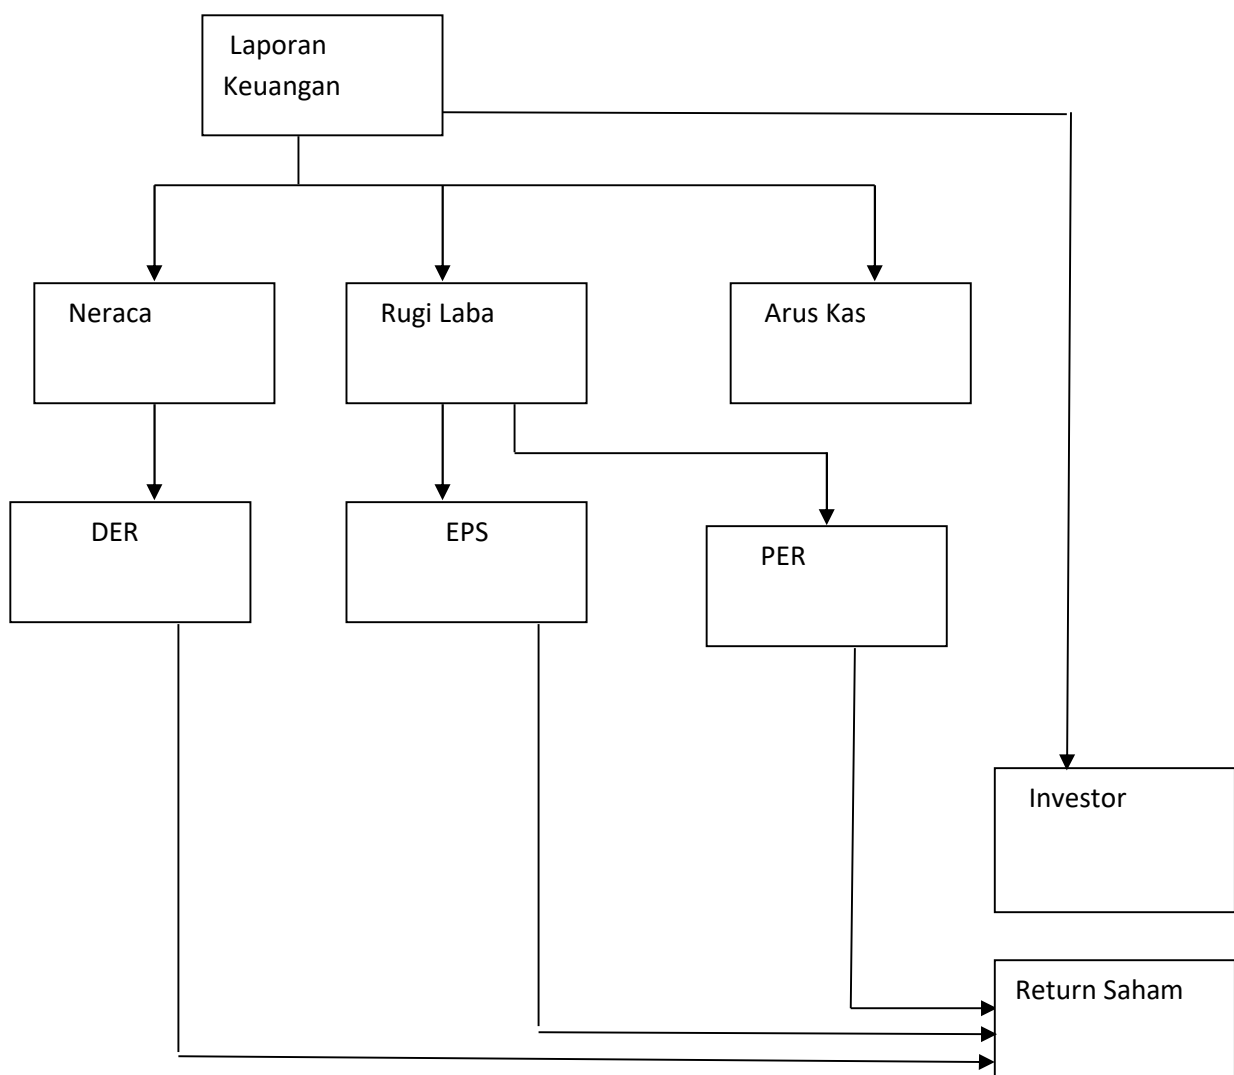 Laporan
Keuangan
Neraca
Rugi Laba
Arus Kas
DER
EPS
PER
Investor
Return Saham